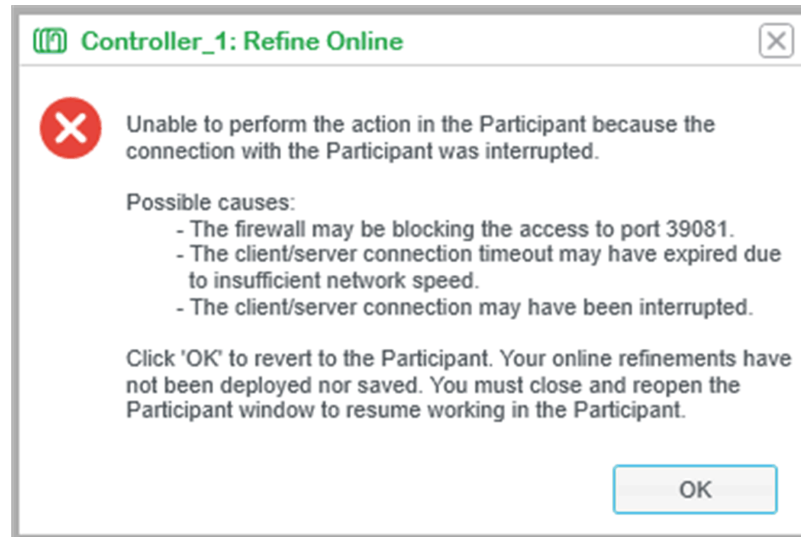 Controller_1: Refine Online
Unable to perform the action in the Participant because the
connection with the Participant was interrupted.
Possible causes:
- The firewall may be blocking the access to port 39081.
- The client/server connection timeout may have expired due
to insufficient network speed.
- The client/server connection may have been interrupted.
Click 'OK' to revert to the Participant. Your online refinements have
not been deployed nor saved. You must close and reopen the
Participant window to resume working in the Participant.
OK